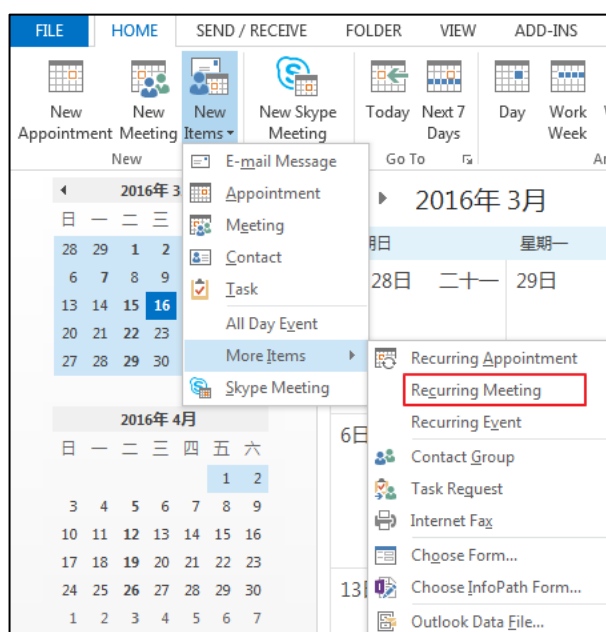 FILE HOME SEND / RECEIVE FOLDER VIEW ADD-INS
New Appointment
New Meeting
New Items
New Skype Meeting
Today
Next 7 Days
Day
Work Week
New
Go To
2016年 3
日 一 二 三
28 29 1 2
6 7 8 9
13 14 15 16
20 21 22 23
27 28 29 30
2016年 4月
日 一 二 三 四 五 六
1 2
3 4 5 6 7 8 9
10 11 12 13 14 15 16
17 18 19 20 21 22 23
24 25 26 27 28 29 30
1 2 3 4 5 6 7
E-mail Message
Appointment
Meeting
Contact
Task
All Day Event
More Items
Skype Meeting
2016年 3月
期日 星期一
28日 二十一 29日
6日
13
Recurring Appointment
Recurring Meeting
Recurring Event
Contact Group
Task Request
Internet Fax
Choose Form...
Choose InfoPath Form...
Outlook Data File...